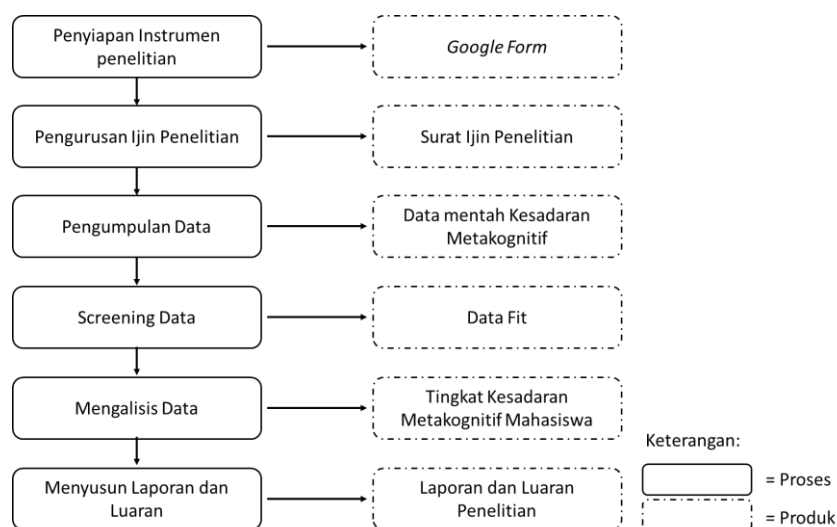 Penyiapan Instrumen
penelitian
Google Form
Pengurusan Ijin Penelitian
Surat Ijin Penelitian
Pengumpulan Data
Data mentah Kesadaran
Metakognitif
Screening Data
Data Fit
Mengalisis Data
Tingkat Kesadaran
Metakognitif Mahasiswa
Menyusun Laporan dan
Luaran
Laporan dan Luaran
Penelitian
Keterangan:
= Proses
= Produk